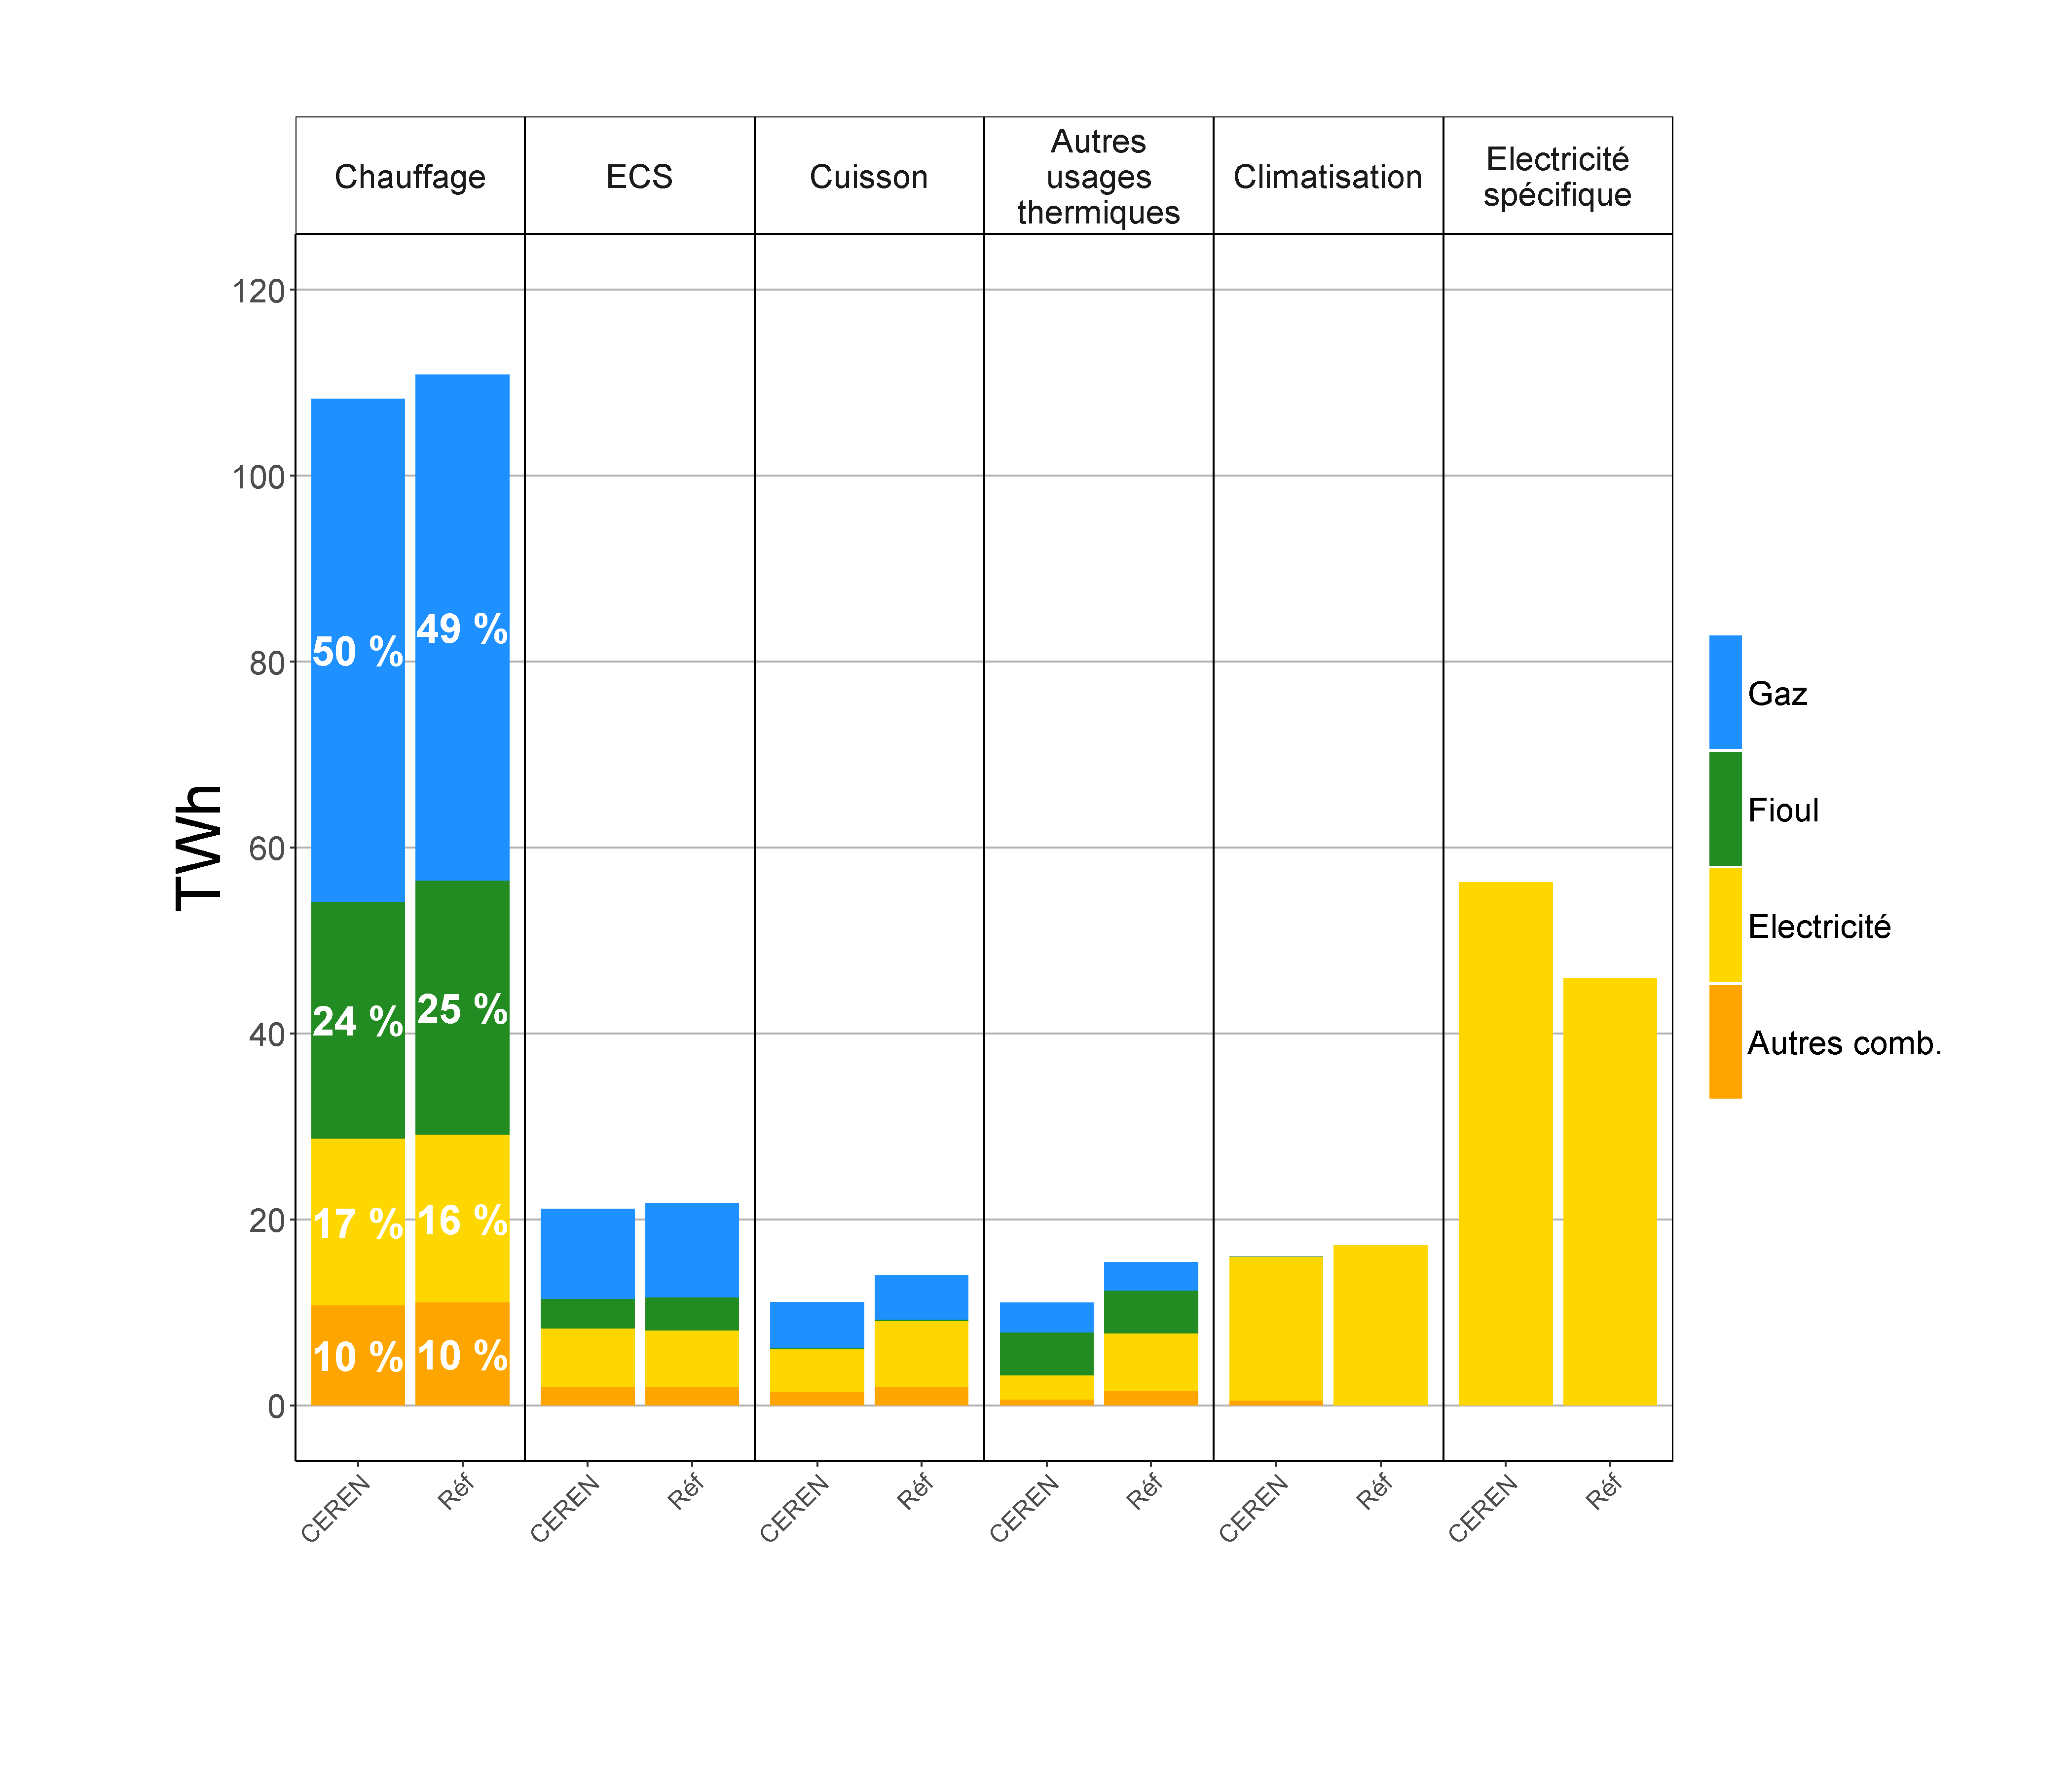 Chauffage
ECS
Cuisson
Autres
usages
thermiques
Climatisation
Electricité
spécifique
TWh
120
100
80
60
40
20
0
50 %
49 %
24 %
25 %
17 %
16 %
10 %
10 %
CEREN
Réf
CEREN
Réf
CEREN
Réf
CEREN
Réf
CEREN
Réf
CEREN
Réf
Gaz
Fioul
Electricité
Autres comb.